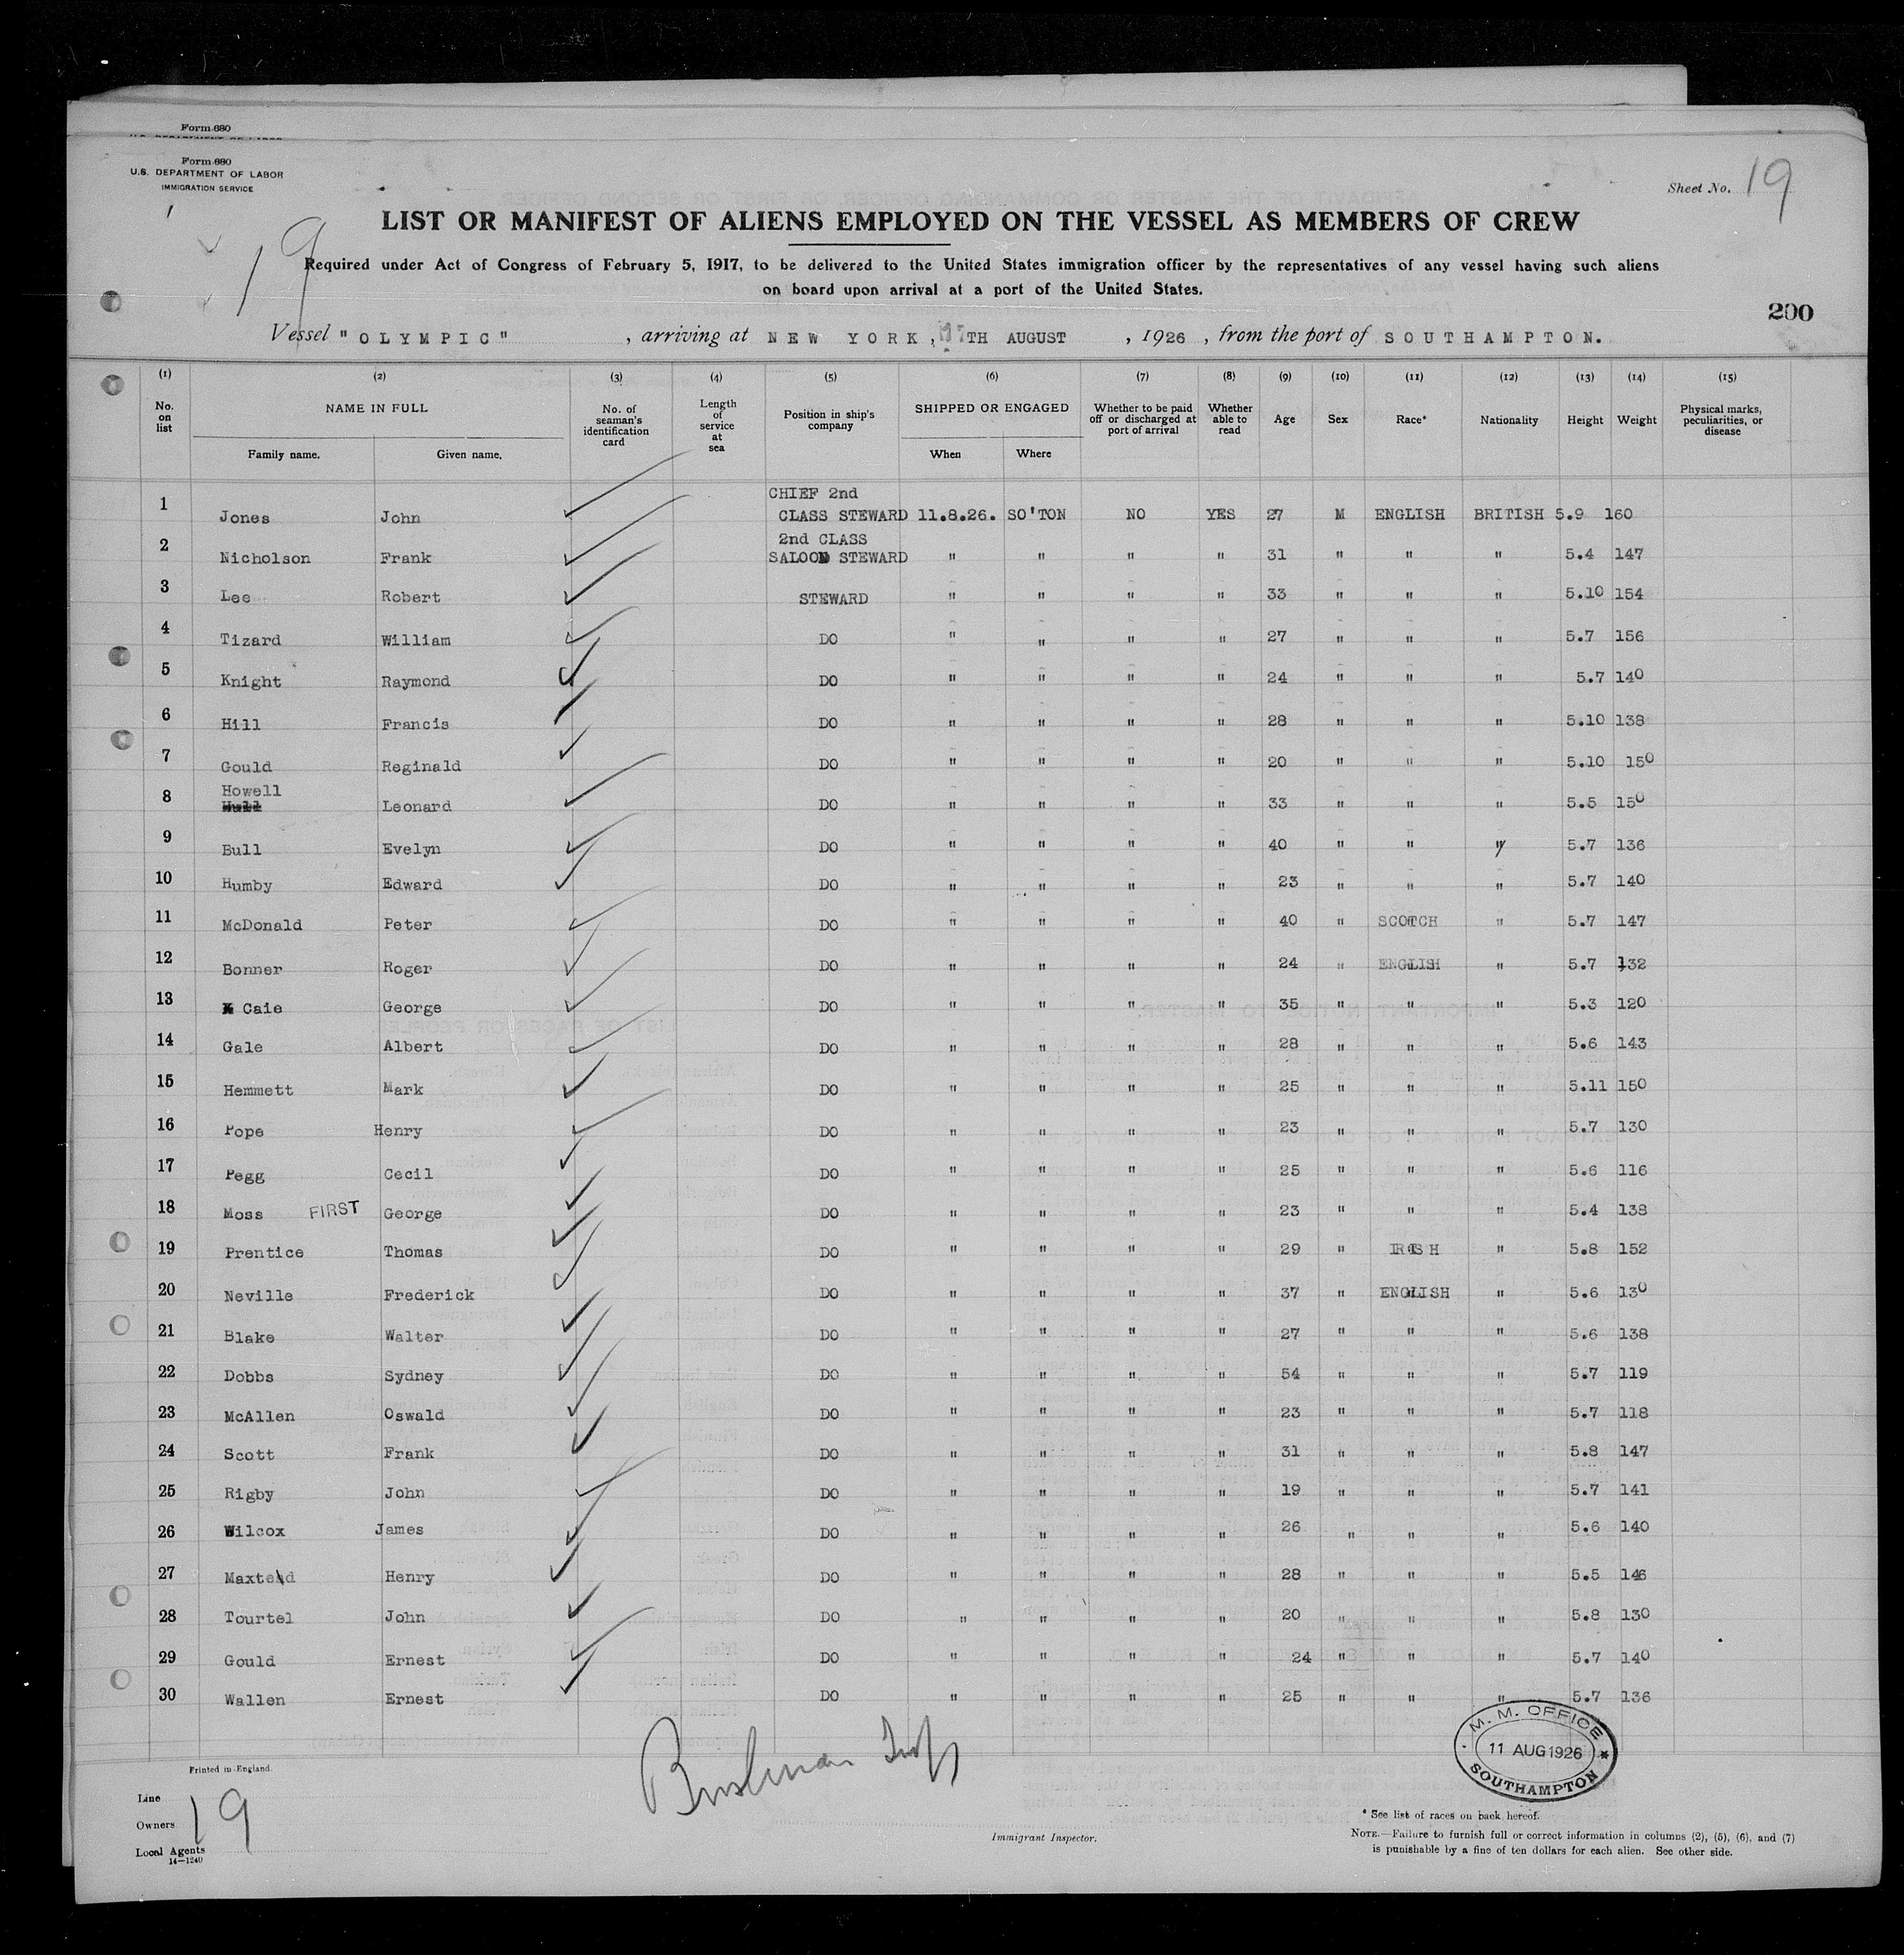 Form 680
Form 680
U.S. DEPARTMENT OF LABOR
IMMIGRATION SERVICE
Sheet No. 19
19
LIST OR MANIFEST OF ALIENS EMPLOYED ON THE VESSEL AS MEMBERS OF CREW
Required under Act of Congress of February 5, 1917, to be delivered to the United States immigration officer by the representatives of any vessel having such aliens
on board upon arrival at a port of the United States.
200
Vessel "OLYMPIC" , arriving at NEW YORK, 17TH AUGUST , 1926 , from the port of SOUTHAMPTON.
(1) (2) (3) (4) (5) (6) (7) (8) (9) (10) (11) (12) (13) (14) (15)
No. on list NAME IN FULL No. of seaman's identification card Length of service at sea Position in ship's company SHIPPED OR ENGAGED Whether to be paid off or discharged at port of arrival Whether able to read Age Sex Race* Nationality Height Weight Physical marks, peculiarities, or disease
Family name. Given name. When Where
CHIEF 2nd
1 Jones John CLASS STEWARD 11.8.26. SO'TON NO YES 27 M ENGLISH BRITISH 5.9 160
2nd CLASS
2 Nicholson Frank SALOON STEWARD " " " " 31 " " " 5.4 147
3 Lee Robert STEWARD " " " " 33 " " " 5.10 154
4 Tizard William DO " " " " 27 " " " 5.7 156
5 Knight Raymond DO " " " " 24 " " " 5.7 140
6 Hill Francis DO " " " " 28 " " " 5.10 138
7 Gould Reginald DO " " " " 20 " " " 5.10 150
Howell
8 Hull Leonard DO " " " " 33 " " " 5.5 150
9 Bull Evelyn DO " " " " 40 " " " 5.7 136
10 Humby Edward DO " " " " 23 " " " 5.7 140
11 McDonald Peter DO " " " " 40 " SCOTCH " 5.7 147
12 Bonner Roger DO " " " " 24 " ENGLISH " 5.7 132
13 Caie George DO " " " " 35 " " " 5.3 120
14 Gale Albert DO " " " " 28 " " " 5.6 143
15 Hemmett Mark DO " " " " 25 " " " 5.11 150
16 Pope Henry DO " " " " 23 " " " 5.7 130
17 Pegg Cecil DO " " " " 25 " " " 5.6 116
18 Moss FIRST George DO " " " " 23 " " " 5.4 138
19 Prentice Thomas DO " " " " 29 " IRISH " 5.8 152
20 Neville Frederick DO " " " " 37 " ENGLISH " 5.6 130
21 Blake Walter DO " " " " 27 " " " 5.6 138
22 Dobbs Sydney DO " " " " 54 " " " 5.7 119
23 McAllen Oswald DO " " " " 23 " " " 5.7 118
24 Scott Frank DO " " " " 31 " " " 5.8 147
25 Rigby John DO " " " " 19 " " " 5.7 141
26 Wilcox James DO " " " " 26 " " " 5.6 140
27 Maxted Henry DO " " " " 28 " " " 5.5 146
28 Tourtel John DO " " " " 20 " " " 5.8 130
29 Gould Ernest DO " " " " 24 " " " 5.7 140
30 Wallen Ernest DO " " " " 25 " " " 5.7 136
M. M. OFFICE
11 AUG 1926
SOUTHAMPTON
Printed in England.
Line
Owners 19
Local Agents
14—1240
Immigrant Inspector.
* See list of races on back hereof.
NOTE.—Failure to furnish full or correct information in columns (2), (5), (6), and (7)
is punishable by a fine of ten dollars for each alien. See other side.